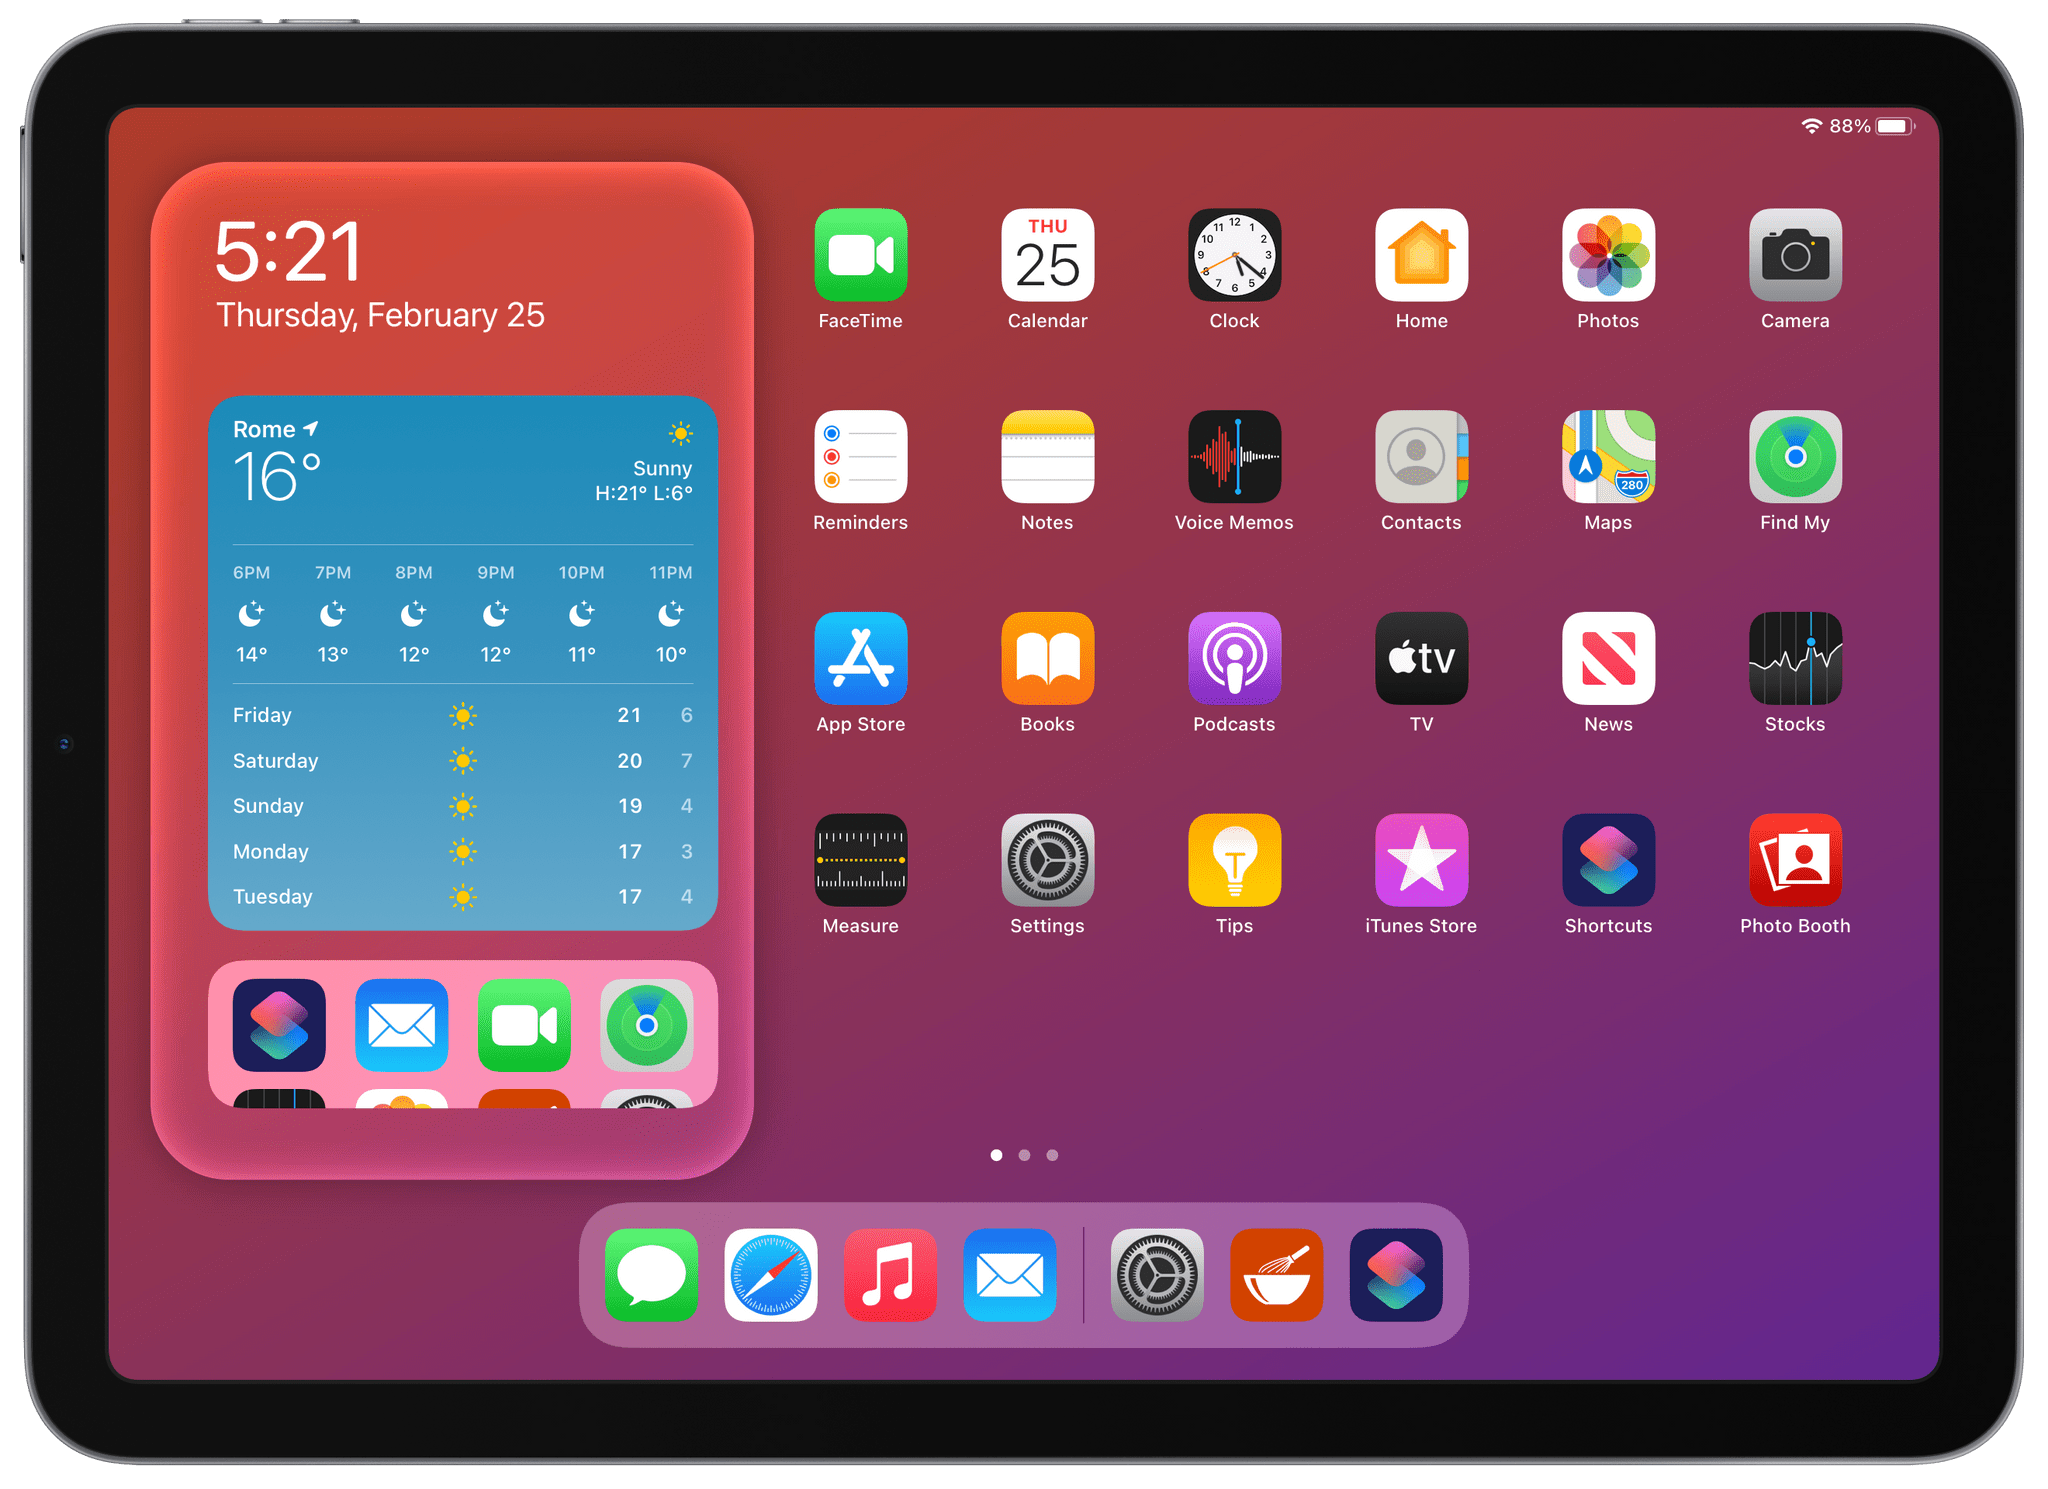 88%
5:21
Thursday, February 25
Rome
16°
Sunny
H:21° L:6°
6PM 7PM 8PM 9PM 10PM 11PM
14° 13° 12° 12° 11° 10°
Friday 21 6
Saturday 20 7
Sunday 19 4
Monday 17 3
Tuesday 17 4
THU
25
12
11 1
10 2
9 3
8 4
7 5
6
FaceTime Calendar Clock Home Photos Camera
280
Reminders Notes Voice Memos Contacts Maps Find My
tv
App Store Books Podcasts TV News Stocks
Measure Settings Tips iTunes Store Shortcuts Photo Booth